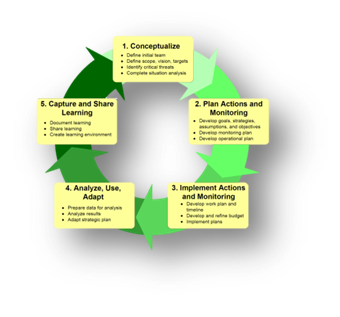 1. Conceptualize
• Define initial team
• Define scope, vision, targets
• Identify critical threats
• Complete situation analysis
2. Plan Actions and
Monitoring
• Develop goals, strategies,
assumptions, and objectives
• Develop monitoring plan
• Develop operational plan
3. Implement Actions
and Monitoring
• Develop work plan and
timeline
• Develop and refine budget
• Implement plans
4. Analyze, Use,
Adapt
• Prepare data for analysis
• Analyze results
• Adapt strategic plan
5. Capture and Share
Learning
• Document learning
• Share learning
• Create learning environment